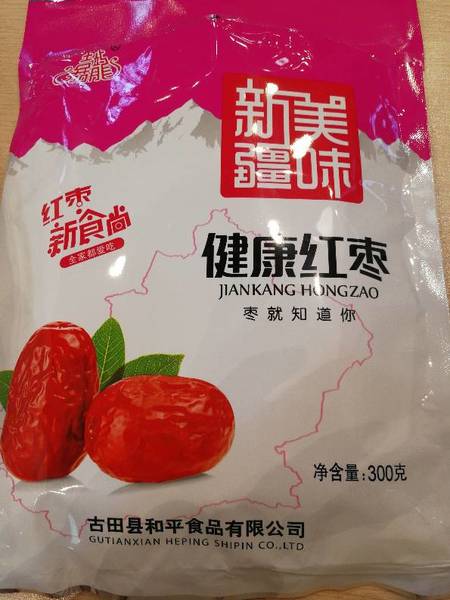 新疆美味
红枣
新食尚
全家都爱吃
健康红枣
JIANKANG HONGZAO
枣就知道你
净含量:300克
古田县和平食品有限公司
GUTIANXIAN HEPING SHIPIN CO.,LTD